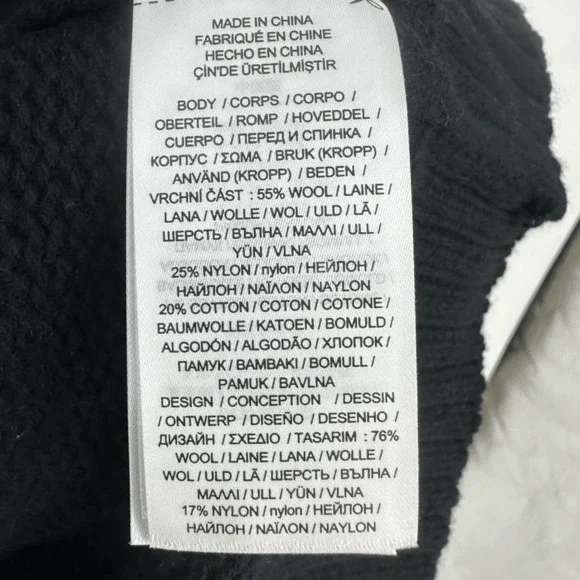 MADE IN CHINA
FABRIQUÉ EN CHINE
HECHO EN CHINA
ÇİN'DE ÜRETİLMİŞTİR
BODY / CORPS / CORPO /
OBERTEIL / ROMP / HOVEDDEL /
CUERPO / ПЕРЕД И СПИНКА /
КОРПУС / ΣΩΜΑ / BRUK (KROPP) /
ANVÄND (KROPP) / BEDEN /
VRCHNÍ ČÁST : 55% WOOL / LAINE /
LANA / WOLLE / WOL / ULD / LÃ /
ШЕРСТЬ / ВЪЛНА / ΜΑΛΛΙ / ULL /
YÜN / VLNA
25% NYLON / nylon / НЕЙЛОН /
НАЙЛОН / ΝΑΪΛΟΝ / NAYLON
20% COTTON / COTON / COTONE /
BAUMWOLLE / KATOEN / BOMULD /
ALGODÓN / ALGODÃO / ХЛОПОК /
ПАМУК / ΒΑΜΒΑΚΙ / BOMULL /
PAMUK / BAVLNA
DESIGN / CONCEPTION / DESSIN
/ ONTWERP / DISEÑO / DESENHO /
ДИЗАЙН / ΣΧΕΔΙΟ / TASARIM : 76%
WOOL / LAINE / LANA / WOLLE /
WOL / ULD / LÃ / ШЕРСТЬ / ВЪЛНА /
ΜΑΛΛΙ / ULL / YÜN / VLNA
17% NYLON / nylon / НЕЙЛОН /
НАЙЛОН / ΝΑΪΛΟΝ / NAYLON